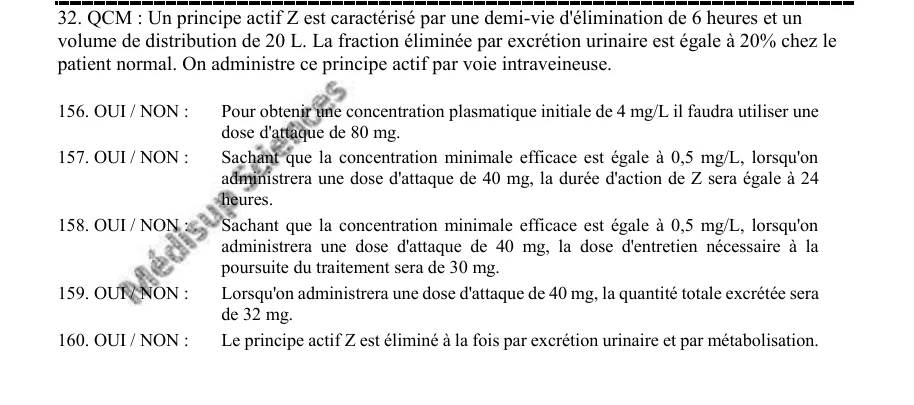 32. QCM : Un principe actif Z est caractérisé par une demi-vie d'élimination de 6 heures et un
volume de distribution de 20 L. La fraction éliminée par excrétion urinaire est égale à 20% chez le
patient normal. On administre ce principe actif par voie intraveineuse.
156. OUI / NON : Pour obtenir une concentration plasmatique initiale de 4 mg/L il faudra utiliser une
dose d'attaque de 80 mg.
157. OUI / NON : Sachant que la concentration minimale efficace est égale à 0,5 mg/L, lorsqu'on
administrera une dose d'attaque de 40 mg, la durée d'action de Z sera égale à 24
heures.
158. OUI / NON : Sachant que la concentration minimale efficace est égale à 0,5 mg/L, lorsqu'on
administrera une dose d'attaque de 40 mg, la dose d'entretien nécessaire à la
poursuite du traitement sera de 30 mg.
159. OUI / NON : Lorsqu'on administrera une dose d'attaque de 40 mg, la quantité totale excrétée sera
de 32 mg.
160. OUI / NON : Le principe actif Z est éliminé à la fois par excrétion urinaire et par métabolisation.
Médisup Sciences